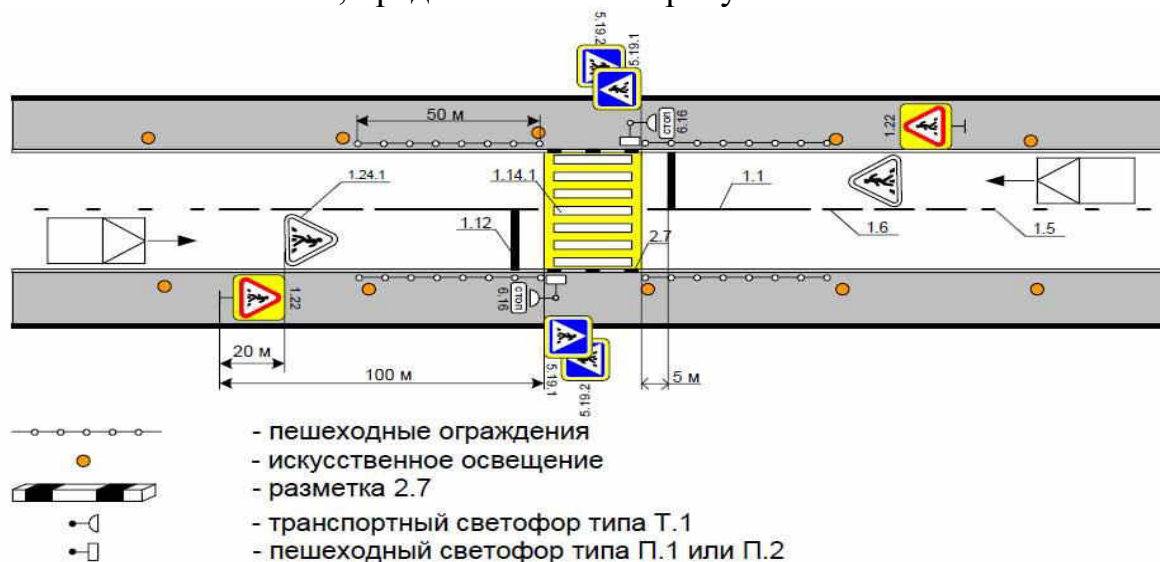 5.19.2
5.19.1
50 м
СТОП
6.16
1.22
1.24.1
1.14.1
1.1
1.12
1.6
1.5
2.7
6.16
СТОП
1.22
20 м
100 м
5.19.1
5.19.2
5 м
- пешеходные ограждения
- искусственное освещение
- разметка 2.7
- транспортный светофор типа Т.1
- пешеходный светофор типа П.1 или П.2